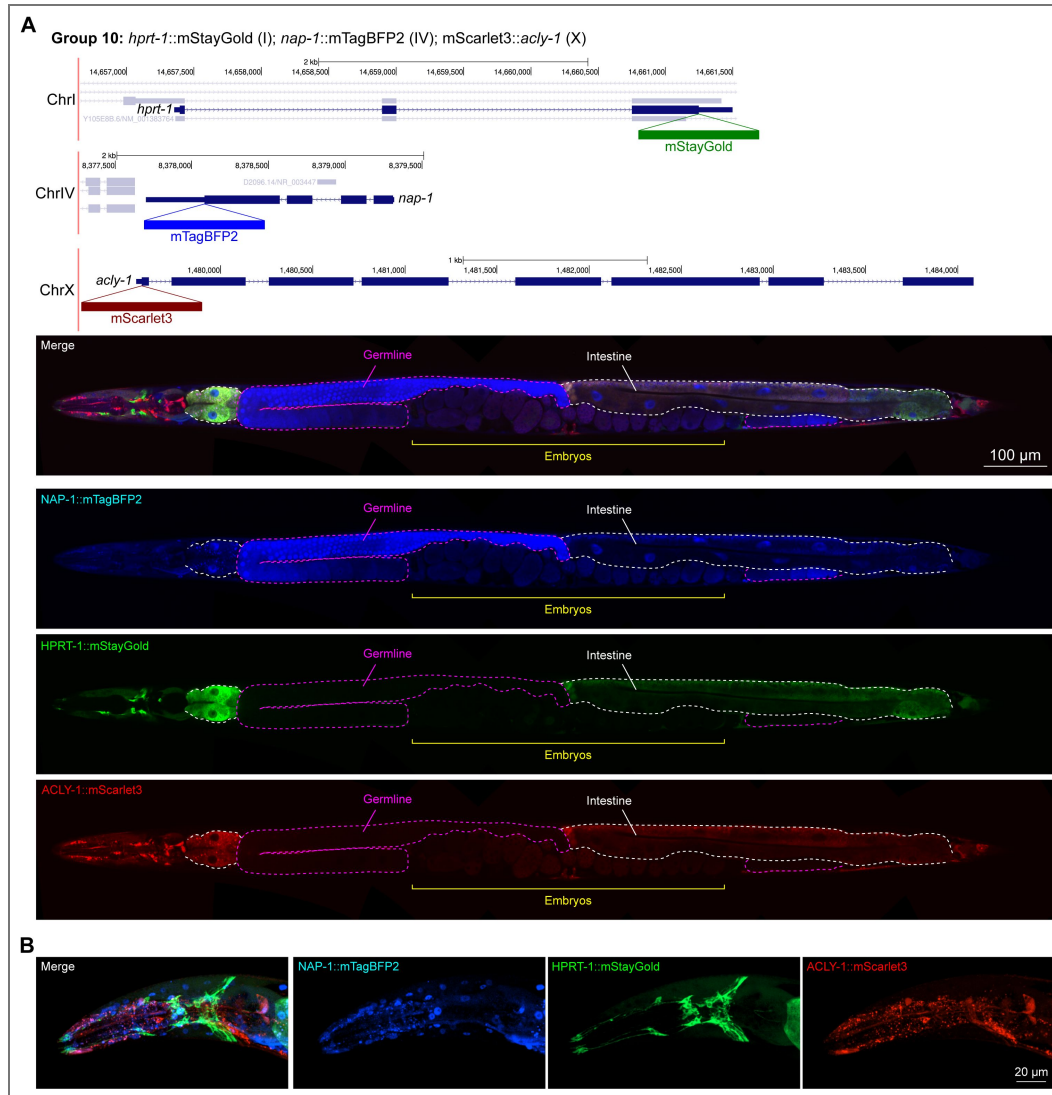 A
Group 10: hprt-1::mStayGold (I); nap-1::mTagBFP2 (IV); mScarlet3::acly-1 (X)
2 kb
14,657,000 14,657,500 14,658,000 14,658,500 14,659,000 14,659,500 14,660,000 14,660,500 14,661,000 14,661,500
ChrI
hprt-1
Y105E8B.6/NM_001383764
mStayGold
2 kb
8,377,500 8,378,000 8,378,500 8,379,000 8,379,500
ChrIV
D2096.14/NR_003447
nap-1
mTagBFP2
1 kb
1,480,000 1,480,500 1,481,000 1,481,500 1,482,000 1,482,500 1,483,000 1,483,500 1,484,000
ChrX
acly-1
mScarlet3
Merge
Germline
Intestine
Embryos
100 µm
NAP-1::mTagBFP2
Germline
Intestine
Embryos
HPRT-1::mStayGold
Germline
Intestine
Embryos
ACLY-1::mScarlet3
Germline
Intestine
Embryos
B
Merge
NAP-1::mTagBFP2
HPRT-1::mStayGold
ACLY-1::mScarlet3
20 µm